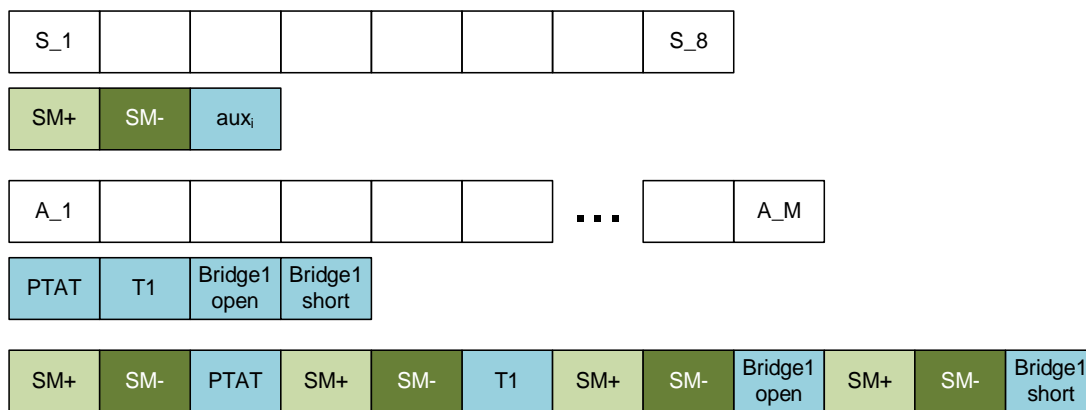 S_1 S_8
SM+ SM- auxi
A_1 ... A_M
PTAT T1 Bridge1 open Bridge1 short
SM+ SM- PTAT SM+ SM- T1 SM+ SM- Bridge1 open SM+ SM- Bridge1 short